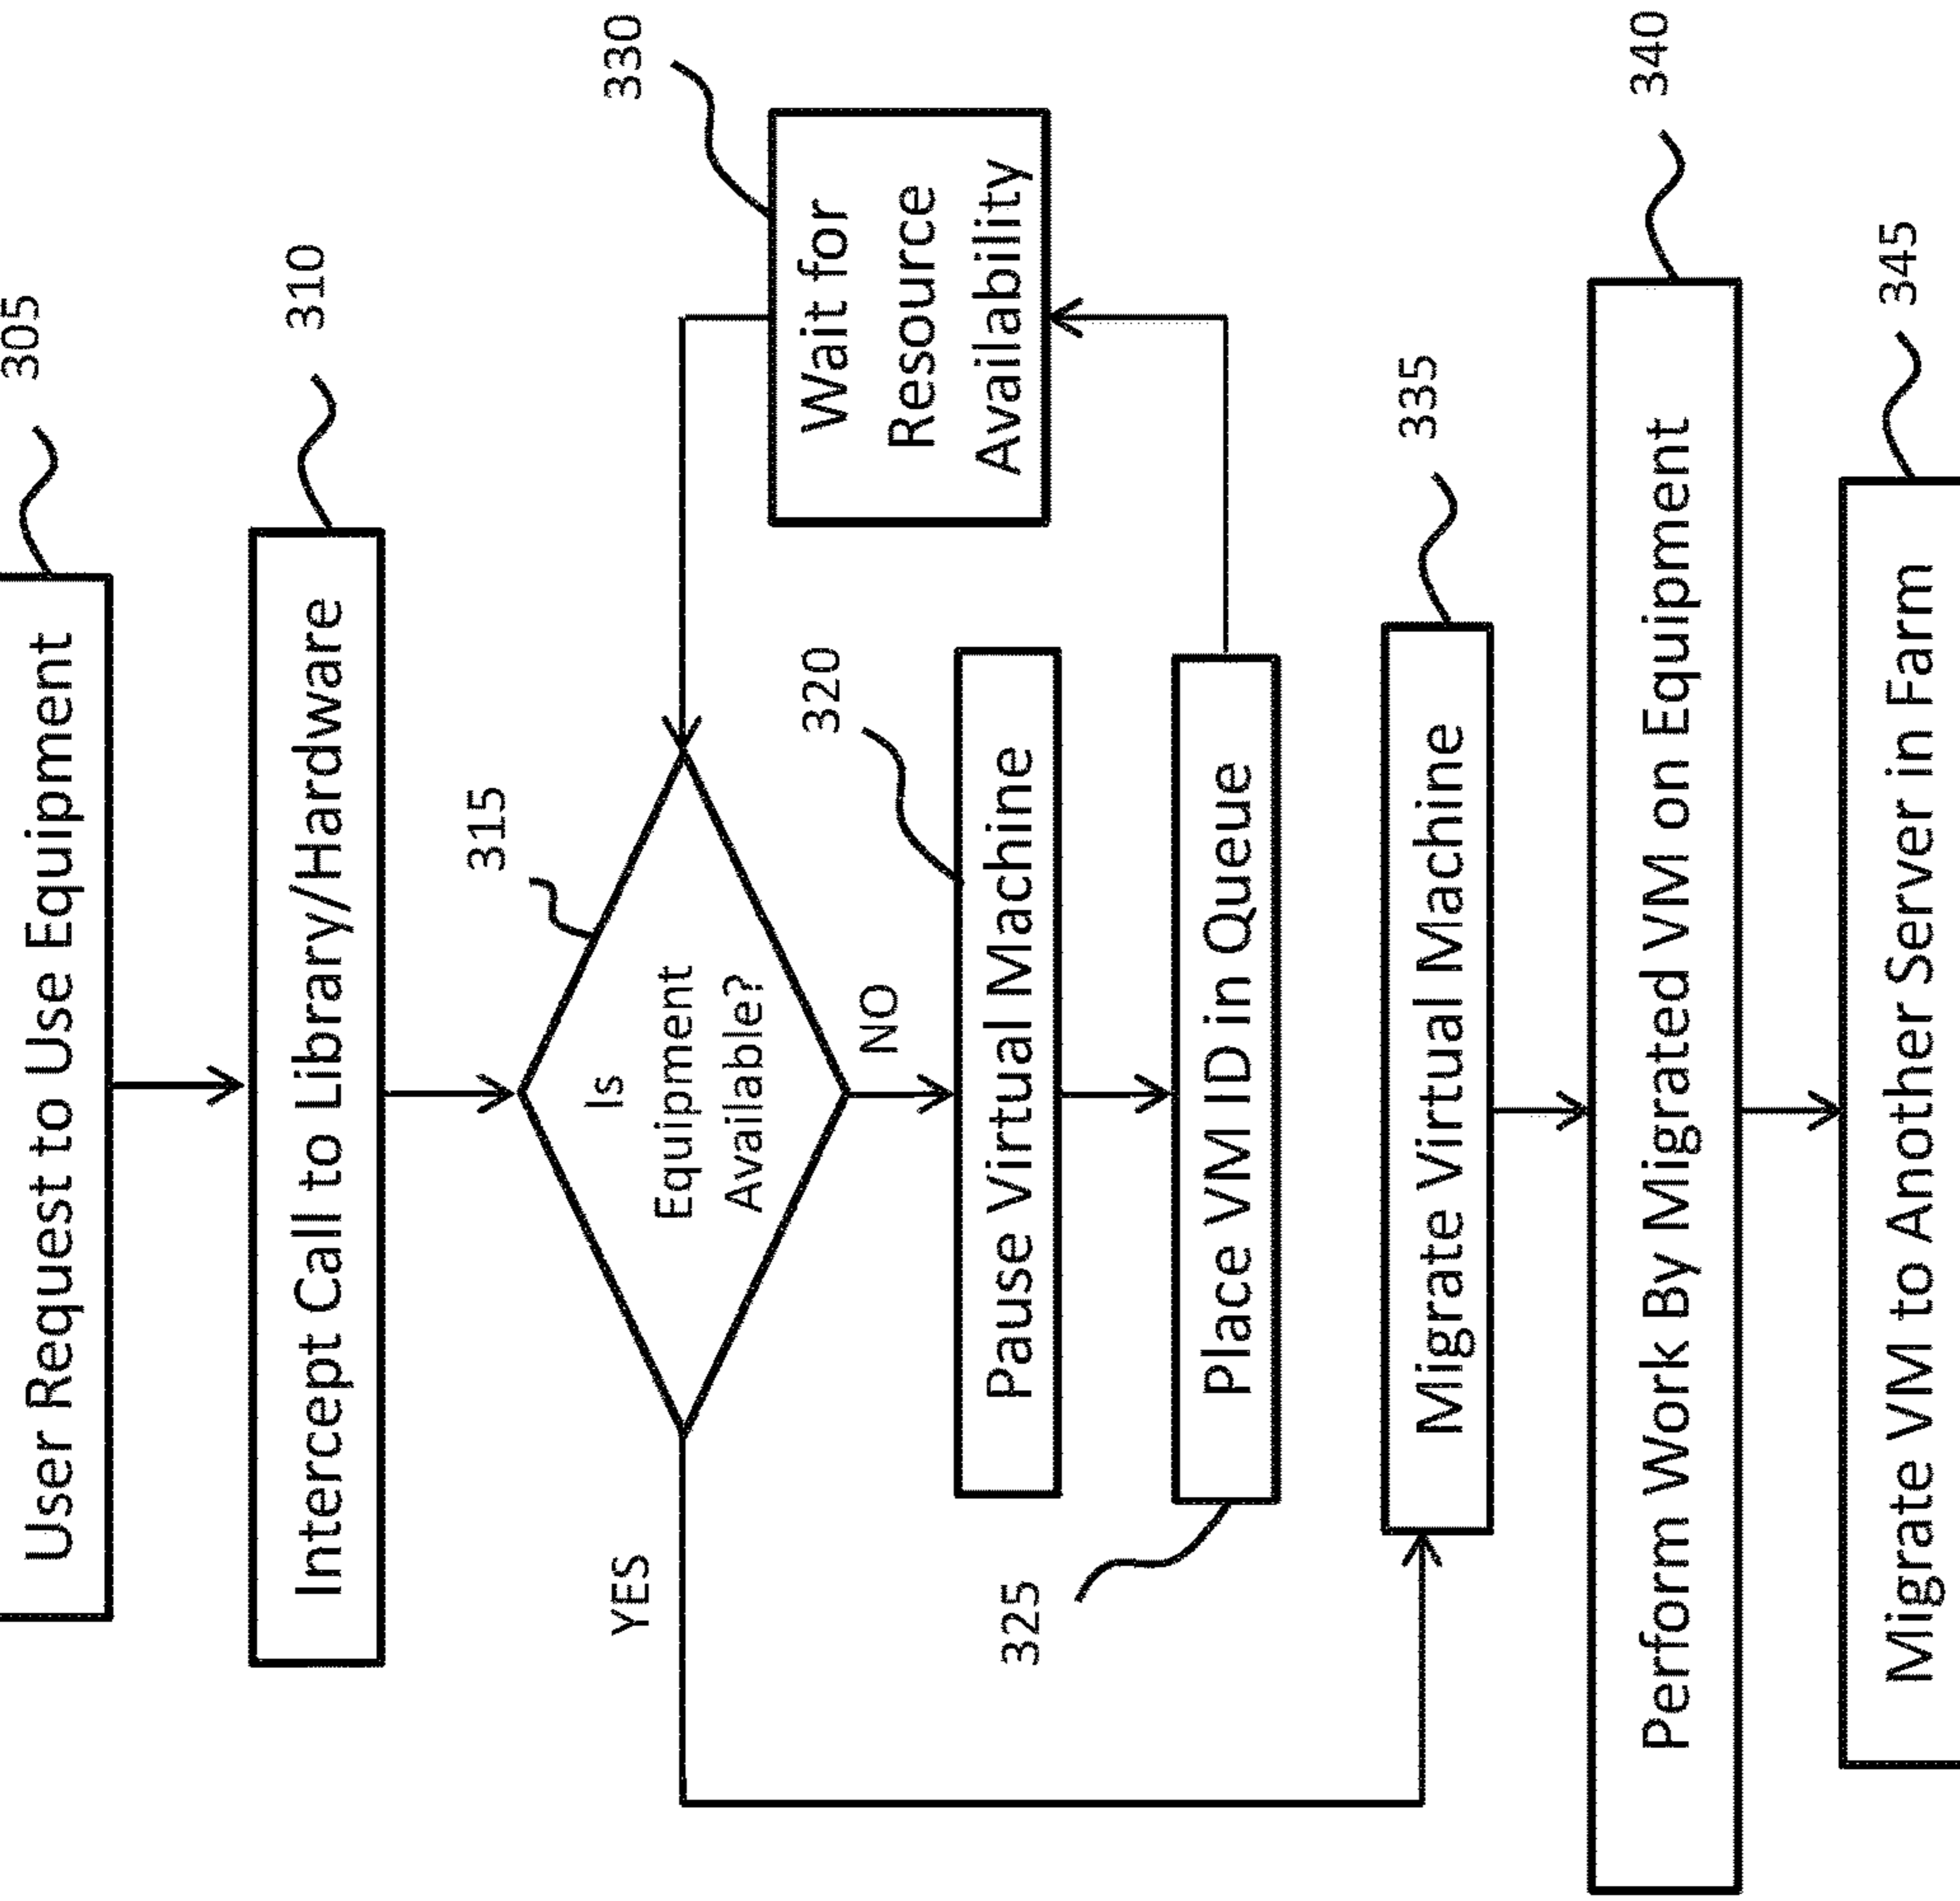 User Request to Use Equipment
305
Intercept Call to Library/Hardware
310
Is
Equipment
Available?
315
YES
NO
Wait for
Resource
Availability
330
Pause Virtual Machine
320
Place VM ID in Queue
325
Migrate Virtual Machine
335
Perform Work By Migrated VM on Equipment
340
Migrate VM to Another Server in Farm
345